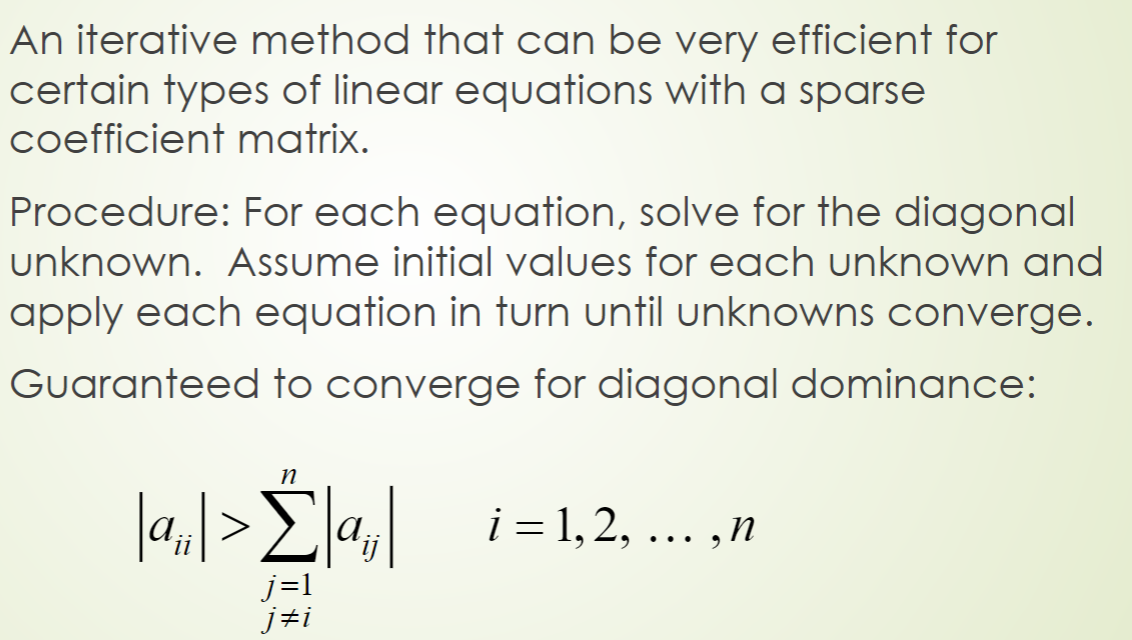 An iterative method that can be very efficient for
certain types of linear equations with a sparse
coefficient matrix.
Procedure: For each equation, solve for the diagonal
unknown.  Assume initial values for each unknown and
apply each equation in turn until unknowns converge.
Guaranteed to converge for diagonal dominance:
n
|aii| > ∑|aij| i = 1, 2, … , n
j=1
j≠i